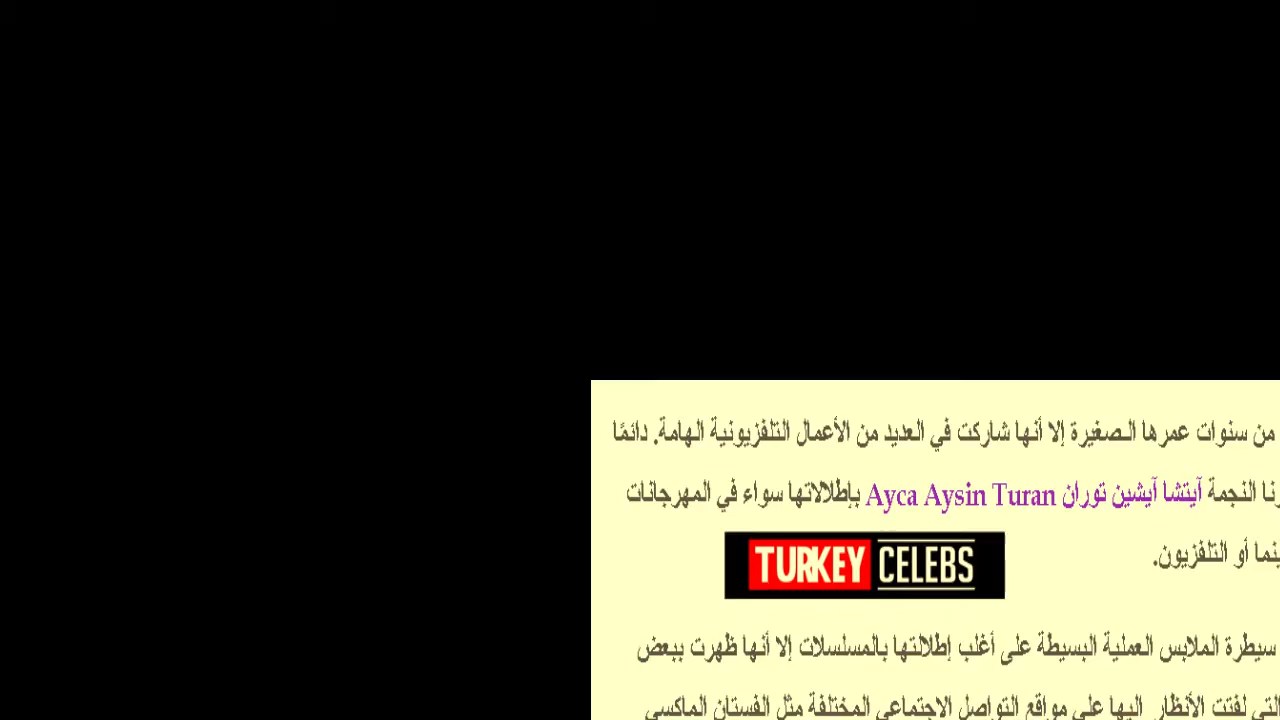 من سنوات عمرها الصغيرة إلا أنها شاركت في العديد من الأعمال التلفزيونية الهامة. دائمًا
النجمة آيتشا آيشين توران Ayca Aysin Turan بإطلالاتها سواء في المهرجانات
أو التلفزيون.
TURKEY CELEBS
سيطرة الملابس العملية البسيطة على أغلب إطلالتها بالمسلسلات إلا أنها ظهرت ببعض
التي لفتت الأنظار إليها على مواقع التواصل الاجتماعي المختلفة مثل الفستان الماكسي